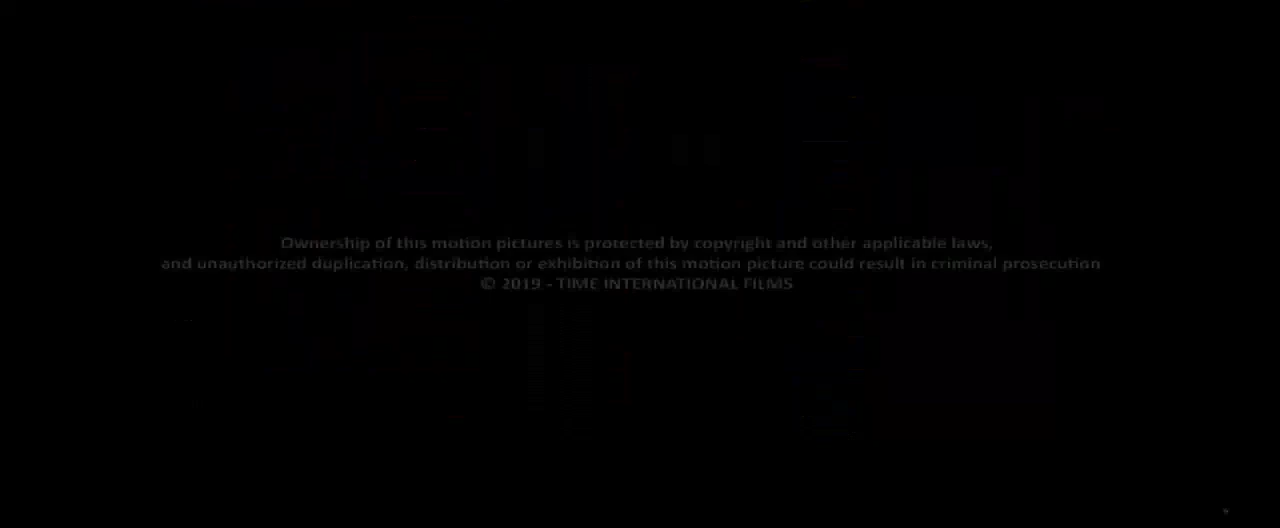 Ownership of this motion pictures is protected by copyright and other applicable laws,
and unauthorized duplication, distribution or exhibition of this motion picture could result in criminal prosecution
© 2019 - TIME INTERNATIONAL FILMS